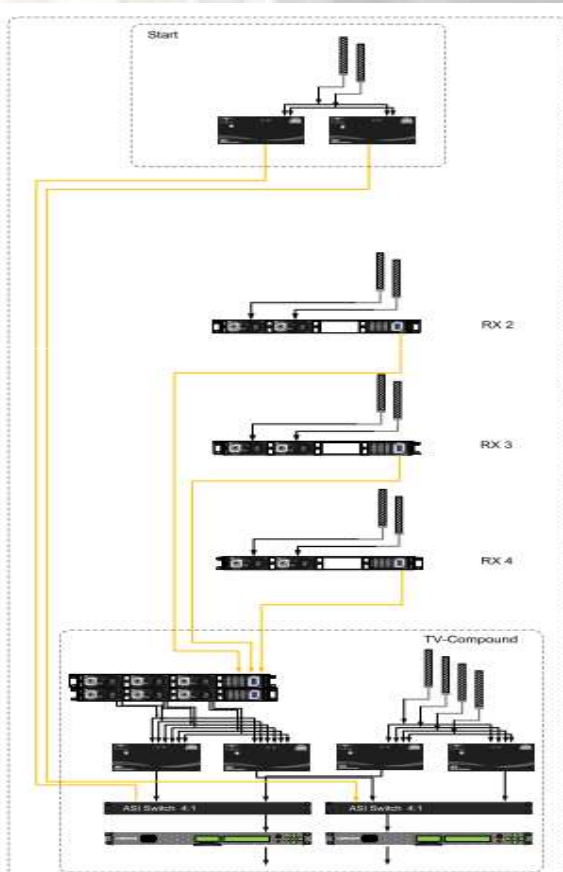 Start
RX 2
RX 3
RX 4
TV-Compound
ASI Switch 4:1
ASI Switch 4:1